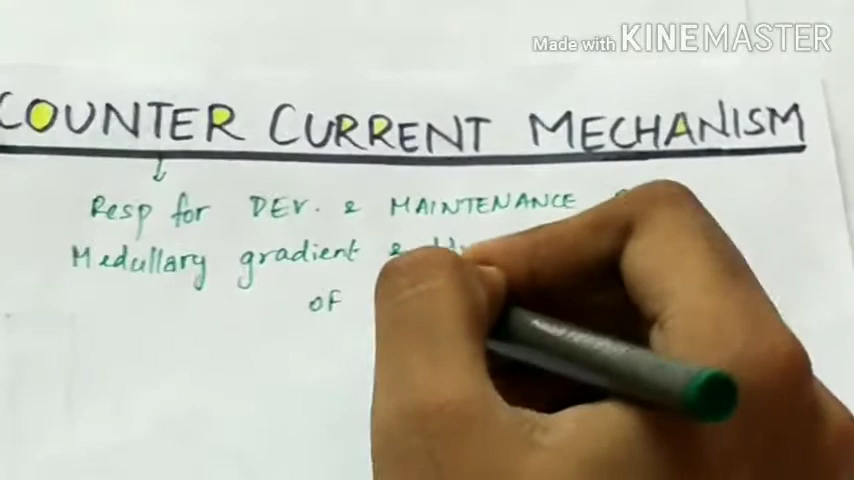 Made with KINEMASTER
COUNTER CURRENT MECHANISM
Resp for DEV. & MAINTENANCE
Medullary gradient &
of